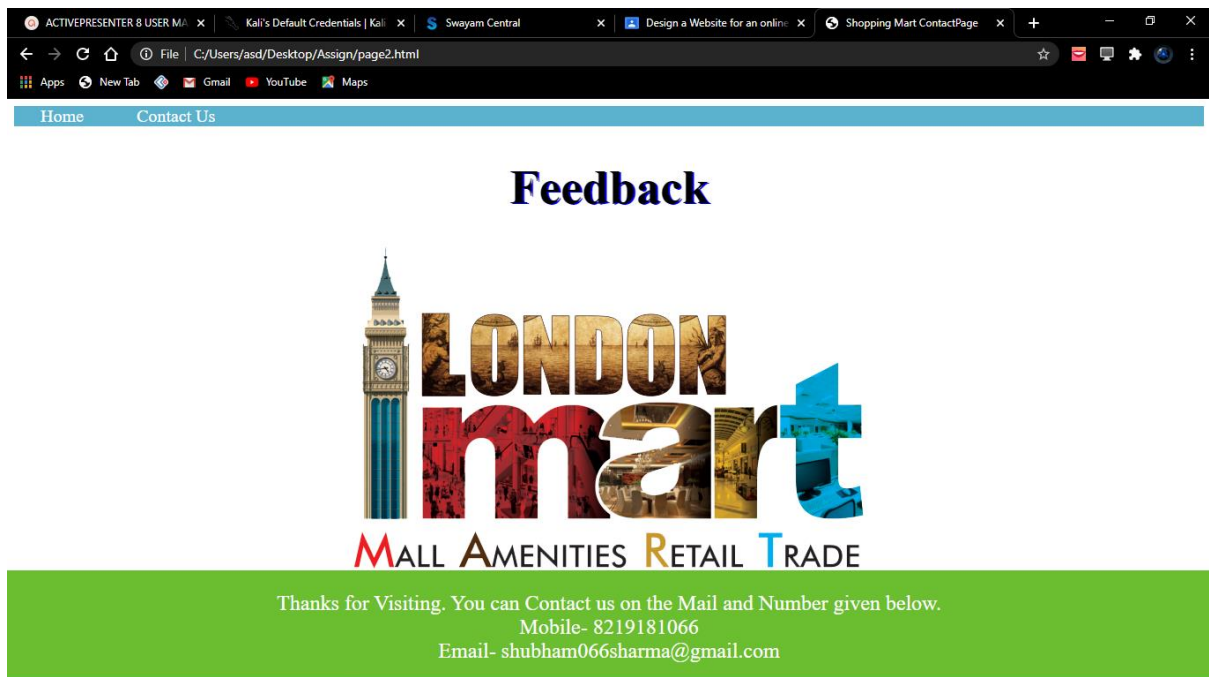 ACTIVEPRESENTER 8 USER MA
Kali's Default Credentials | Kali
Swayam Central
Design a Website for an online
Shopping Mart ContactPage
File | C:/Users/asd/Desktop/Assign/page2.html
Apps New Tab Gmail YouTube Maps
Home Contact Us
Feedback
LONDON
mart
MALL AMENITIES RETAIL TRADE
Thanks for Visiting. You can Contact us on the Mail and Number given below.
Mobile- 8219181066
Email- shubham066sharma@gmail.com